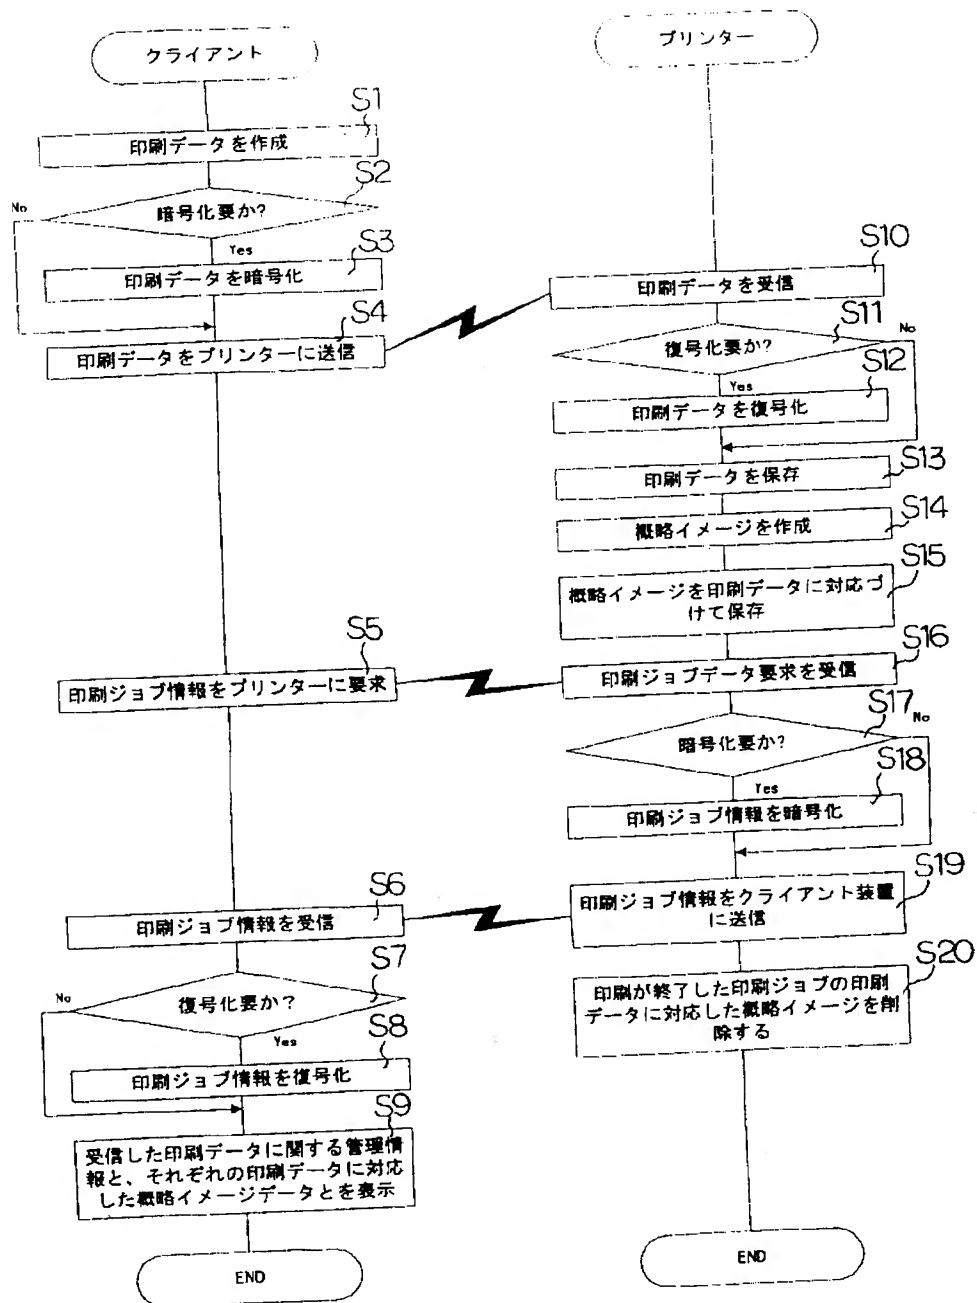 クライアント
S1
印刷データを作成
S2
暗号化要か?
No
Yes
S3
印刷データを暗号化
S4
印刷データをプリンターに送信
S5
印刷ジョブ情報をプリンターに要求
S6
印刷ジョブ情報を受信
S7
復号化要か?
No
Yes
S8
印刷ジョブ情報を復号化
S9
受信した印刷データに関する管理情
報と、それぞれの印刷データに対応
した概略イメージデータとを表示
END
プリンター
S10
印刷データを受信
S11
復号化要か?
No
Yes
S12
印刷データを復号化
S13
印刷データを保存
S14
概略イメージを作成
S15
概略イメージを印刷データに対応づ
けて保存
S16
印刷ジョブデータ要求を受信
S17
暗号化要か?
No
Yes
S18
印刷ジョブ情報を暗号化
S19
印刷ジョブ情報をクライアント装置
に送信
S20
印刷が終了した印刷ジョブの印刷
データに対応した概略イメージを削
除する
END